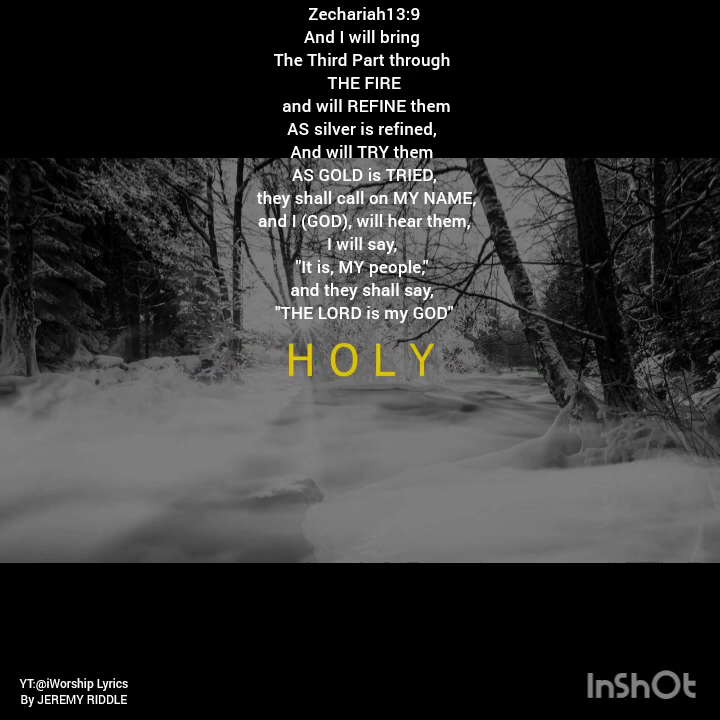 Zechariah13:9
And I will bring
The Third Part through
THE FIRE
and will REFINE them
AS silver is refined,
And will TRY them
AS GOLD is TRIED,
they shall call on MY NAME,
and I (GOD), will hear them,
I will say,
"It is, MY people,"
and they shall say,
"THE LORD is my GOD"
HOLY
YT:@iWorship Lyrics
By JEREMY RIDDLE
InShOt